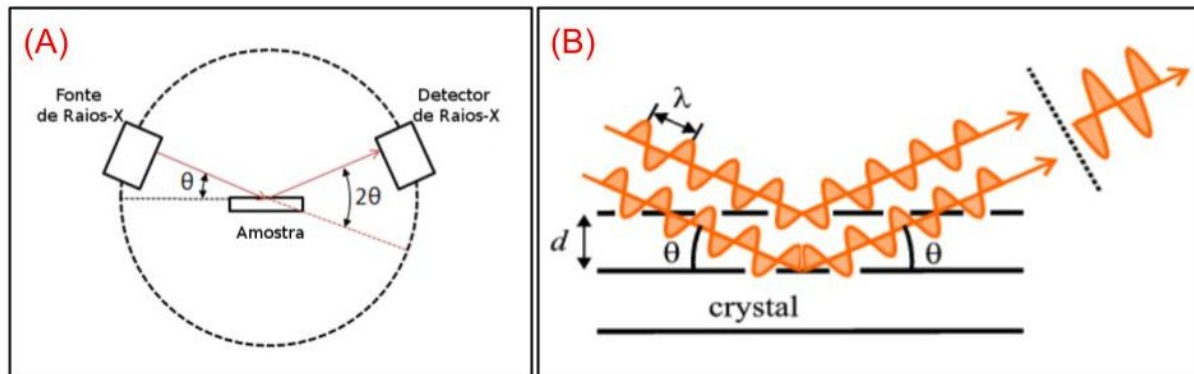 (A)
Fonte
de Raios-X
Detector
de Raios-X
θ
2θ
Amostra
(B)
λ
d
θ
θ
crystal